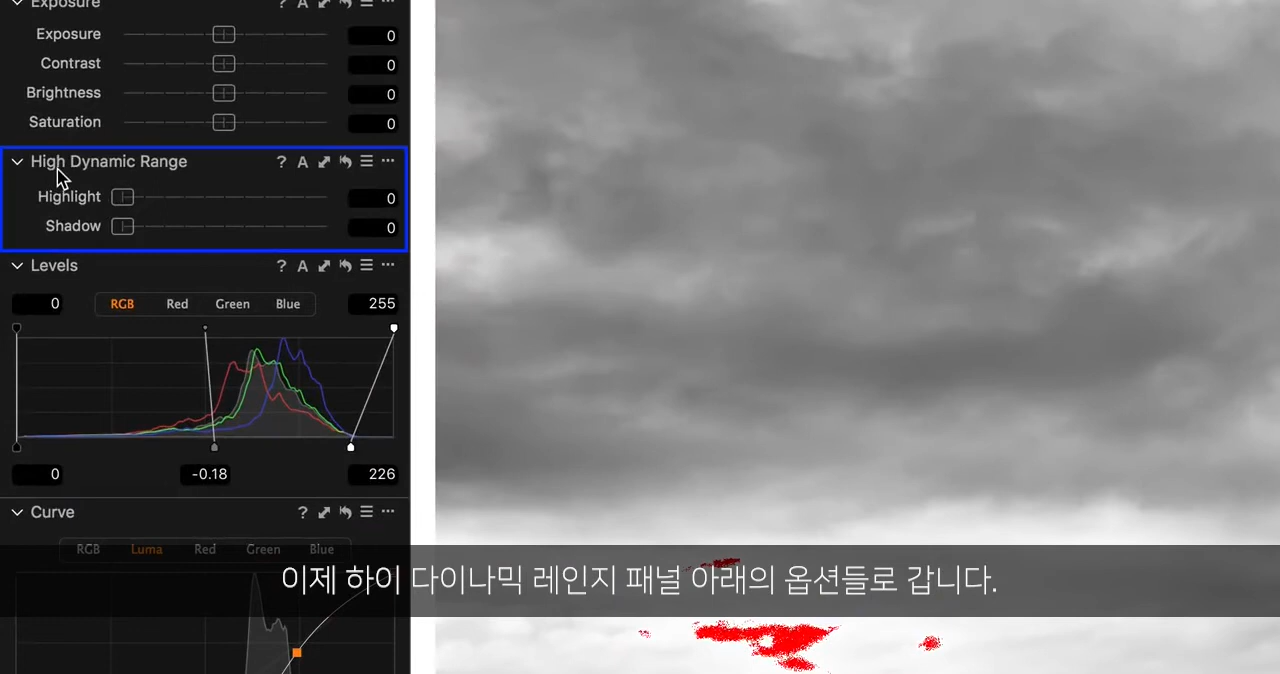 Exposure ? A ...
Exposure 0
Contrast 0
Brightness 0
Saturation 0
High Dynamic Range ? A ...
Highlight 0
Shadow 0
Levels ? A ...
0 RGB Red Green Blue 255
0 -0.18 226
Curve ? ...
RGB Luma Red Green Blue
이제 하이 다이나믹 레인지 패널 아래의 옵션들로 갑니다.